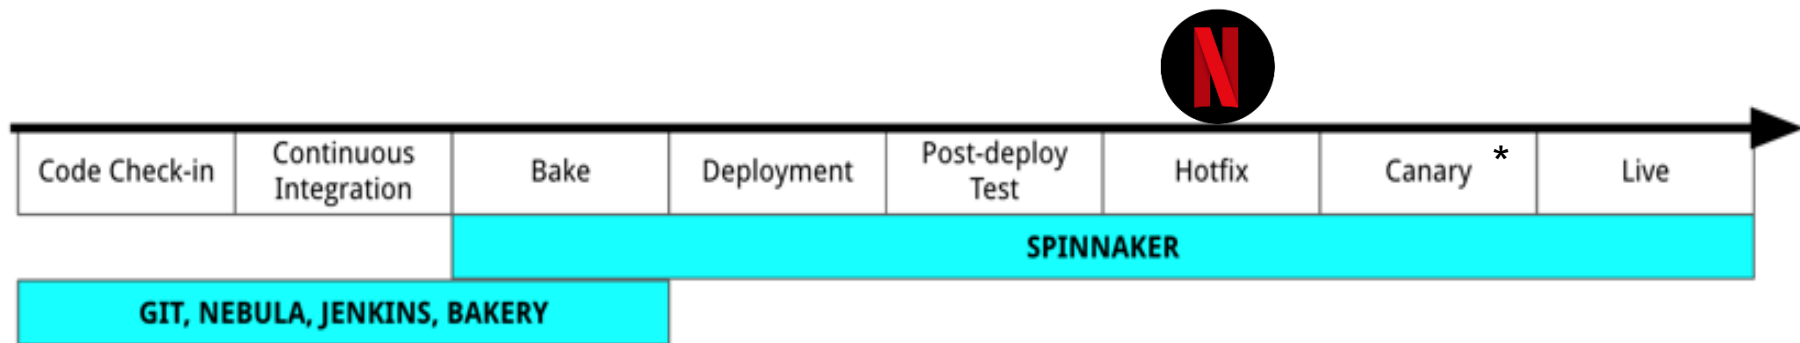 N
Code Check-in
Continuous
Integration
Bake
Deployment
Post-deploy
Test
Hotfix
Canary *
Live
SPINNAKER
GIT, NEBULA, JENKINS, BAKERY